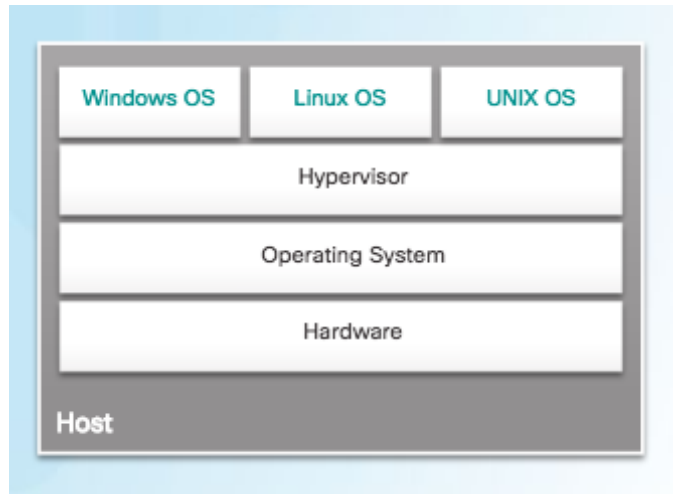 Windows OS
Linux OS
UNIX OS
Hypervisor
Operating System
Hardware
Host